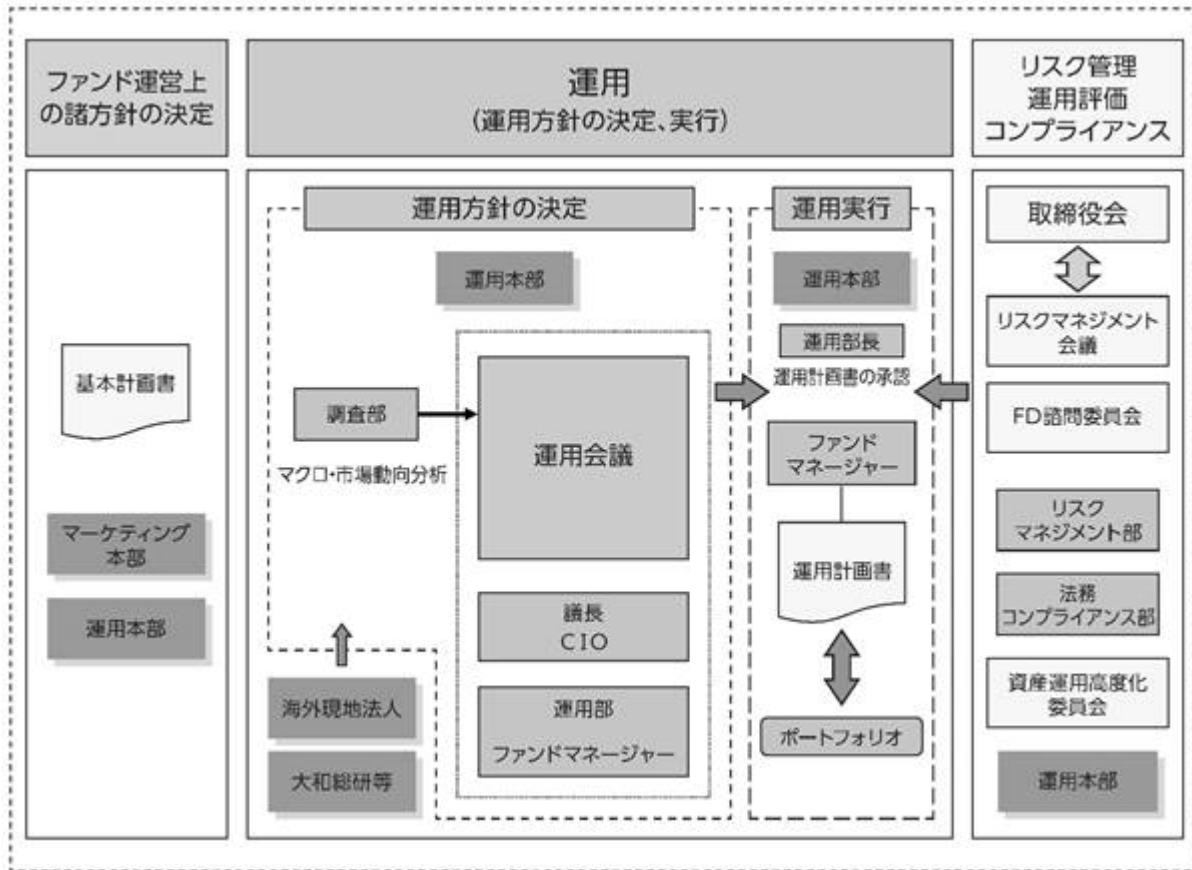 ファンド運営上
の諸方針の決定
運用
(運用方針の決定、実行)
リスク管理
運用評価
コンプライアンス
基本計画書
マーケティング
本部
運用本部
運用方針の決定
運用本部
調査部
マクロ・市場動向分析
運用会議
議長
CIO
運用部
ファンドマネージャー
海外現地法人
大和総研等
運用実行
運用本部
運用部長
運用計画書の承認
ファンド
マネージャー
運用計画書
ポートフォリオ
取締役会
リスクマネジメント
会議
FD諮問委員会
リスク
マネジメント部
法務
コンプライアンス部
資産運用高度化
委員会
運用本部